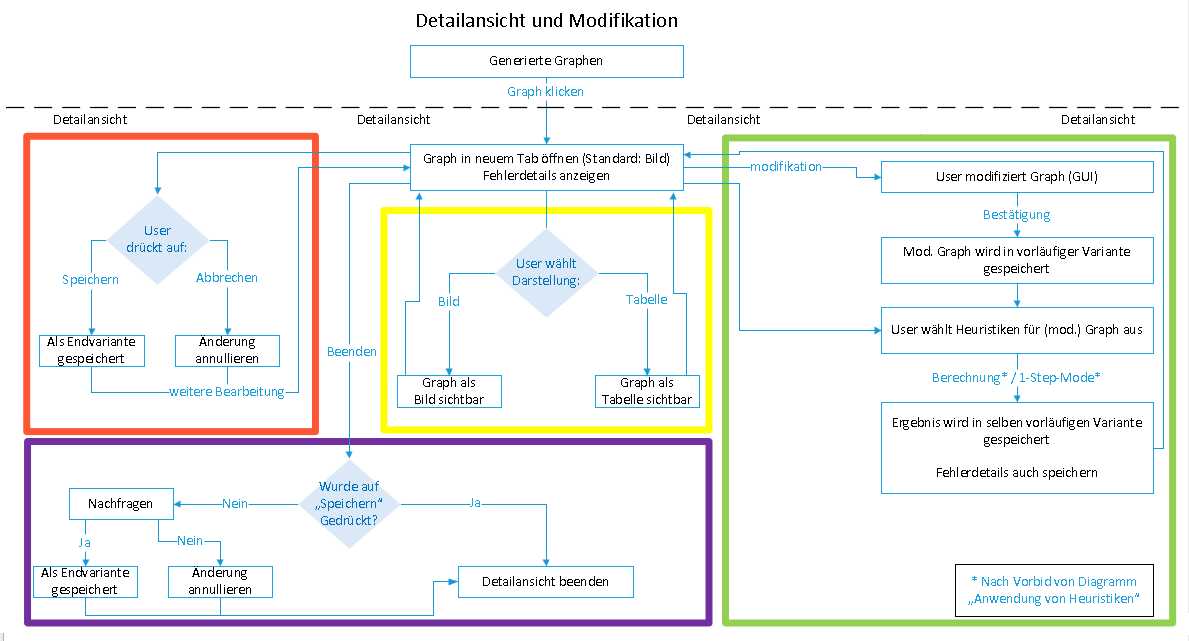 Detailansicht und Modifikation
Generierte Graphen
Graph klicken
Detailansicht
Detailansicht
Detailansicht
Detailansicht
Graph in neuem Tab öffnen (Standard: Bild)
Fehlerdetails anzeigen
User
drückt auf:
Speichern
Abbrechen
Als Endvariante
gespeichert
Änderung
annullieren
weitere Bearbeitung
User wählt
Darstellung:
Bild
Tabelle
Graph als
Bild sichtbar
Graph als
Tabelle sichtbar
modifikation
User modifiziert Graph (GUI)
Bestätigung
Mod. Graph wird in vorläufiger Variante
gespeichert
User wählt Heuristiken für (mod.) Graph aus
Berechnung* / 1-Step-Mode*
Ergebnis wird in selben vorläufigen Variante
gespeichert
Fehlerdetails auch speichern
Beenden
Wurde auf
„Speichern“
Gedrückt?
Nein
Ja
Nachfragen
Ja
Nein
Als Endvariante
gespeichert
Änderung
annullieren
Detailansicht beenden
* Nach Vorbid von Diagramm
„Anwendung von Heuristiken“